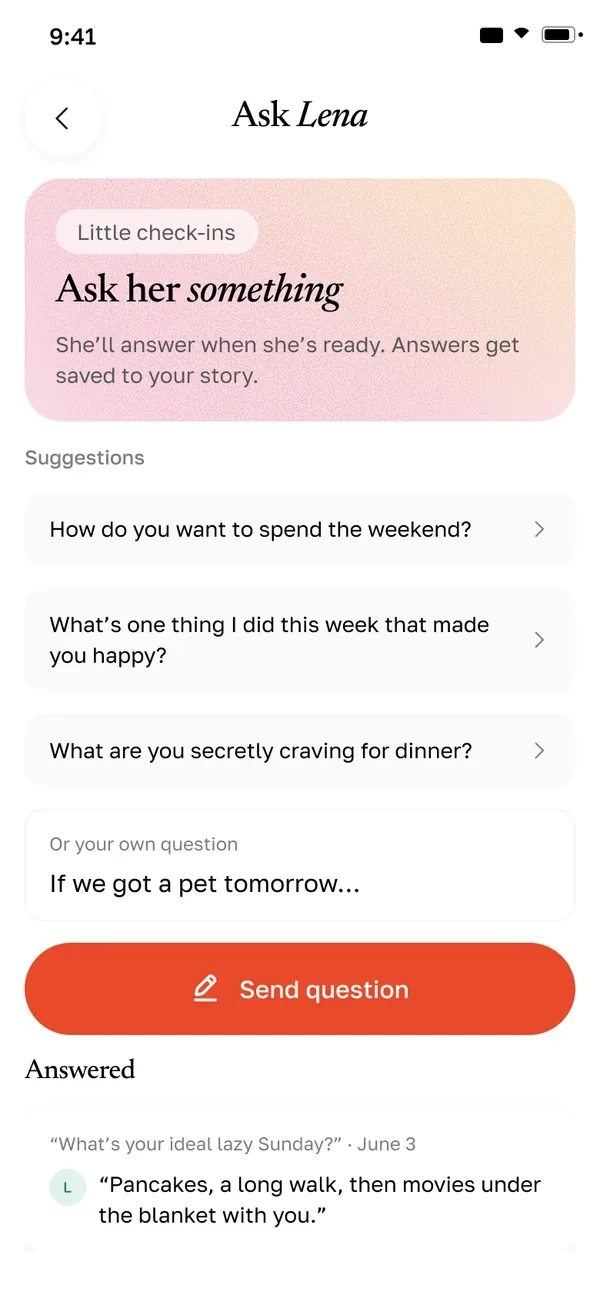 9:41
Ask Lena
Little check-ins
Ask her something
She’ll answer when she’s ready. Answers get
saved to your story.
Suggestions
How do you want to spend the weekend?
What’s one thing I did this week that made
you happy?
What are you secretly craving for dinner?
Or your own question
If we got a pet tomorrow…
Send question
Answered
“What’s your ideal lazy Sunday?” · June 3
L
“Pancakes, a long walk, then movies under
the blanket with you.”